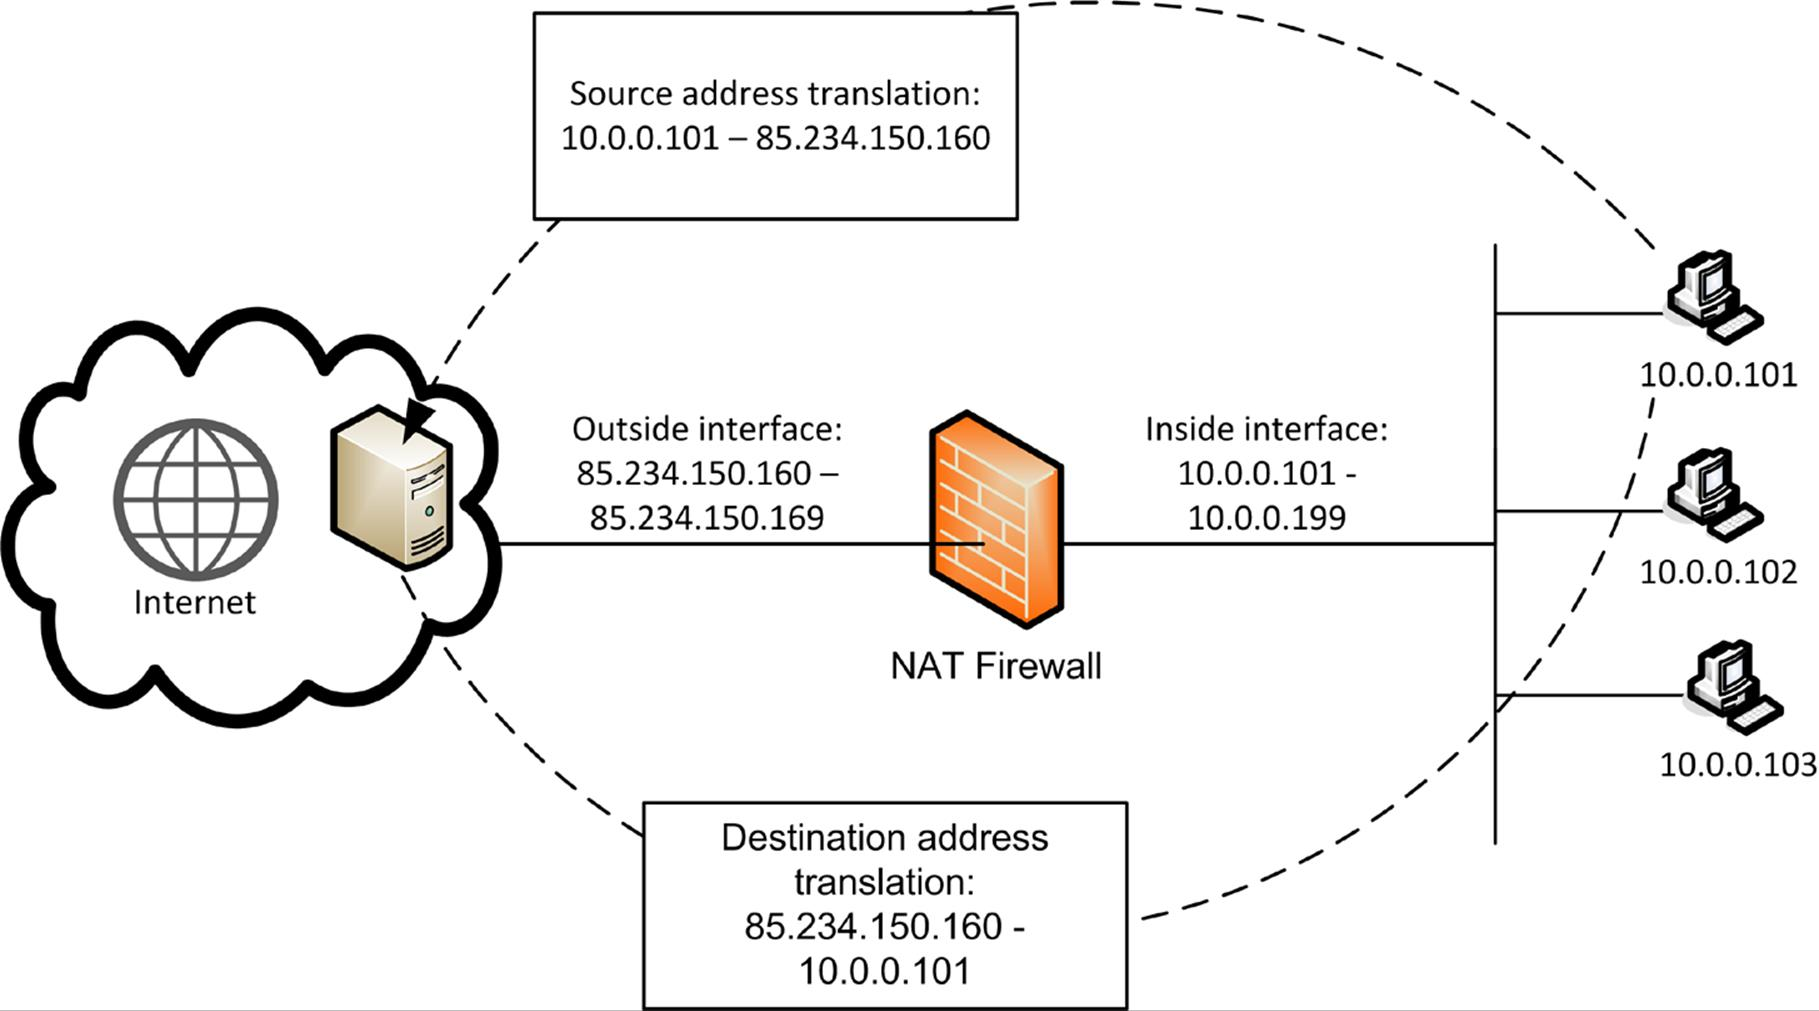 Source address translation:
10.0.0.101 – 85.234.150.160
Outside interface:
85.234.150.160 –
85.234.150.169
Inside interface:
10.0.0.101 -
10.0.0.199
10.0.0.101
10.0.0.102
10.0.0.103
Internet
NAT Firewall
Destination address
translation:
85.234.150.160 -
10.0.0.101